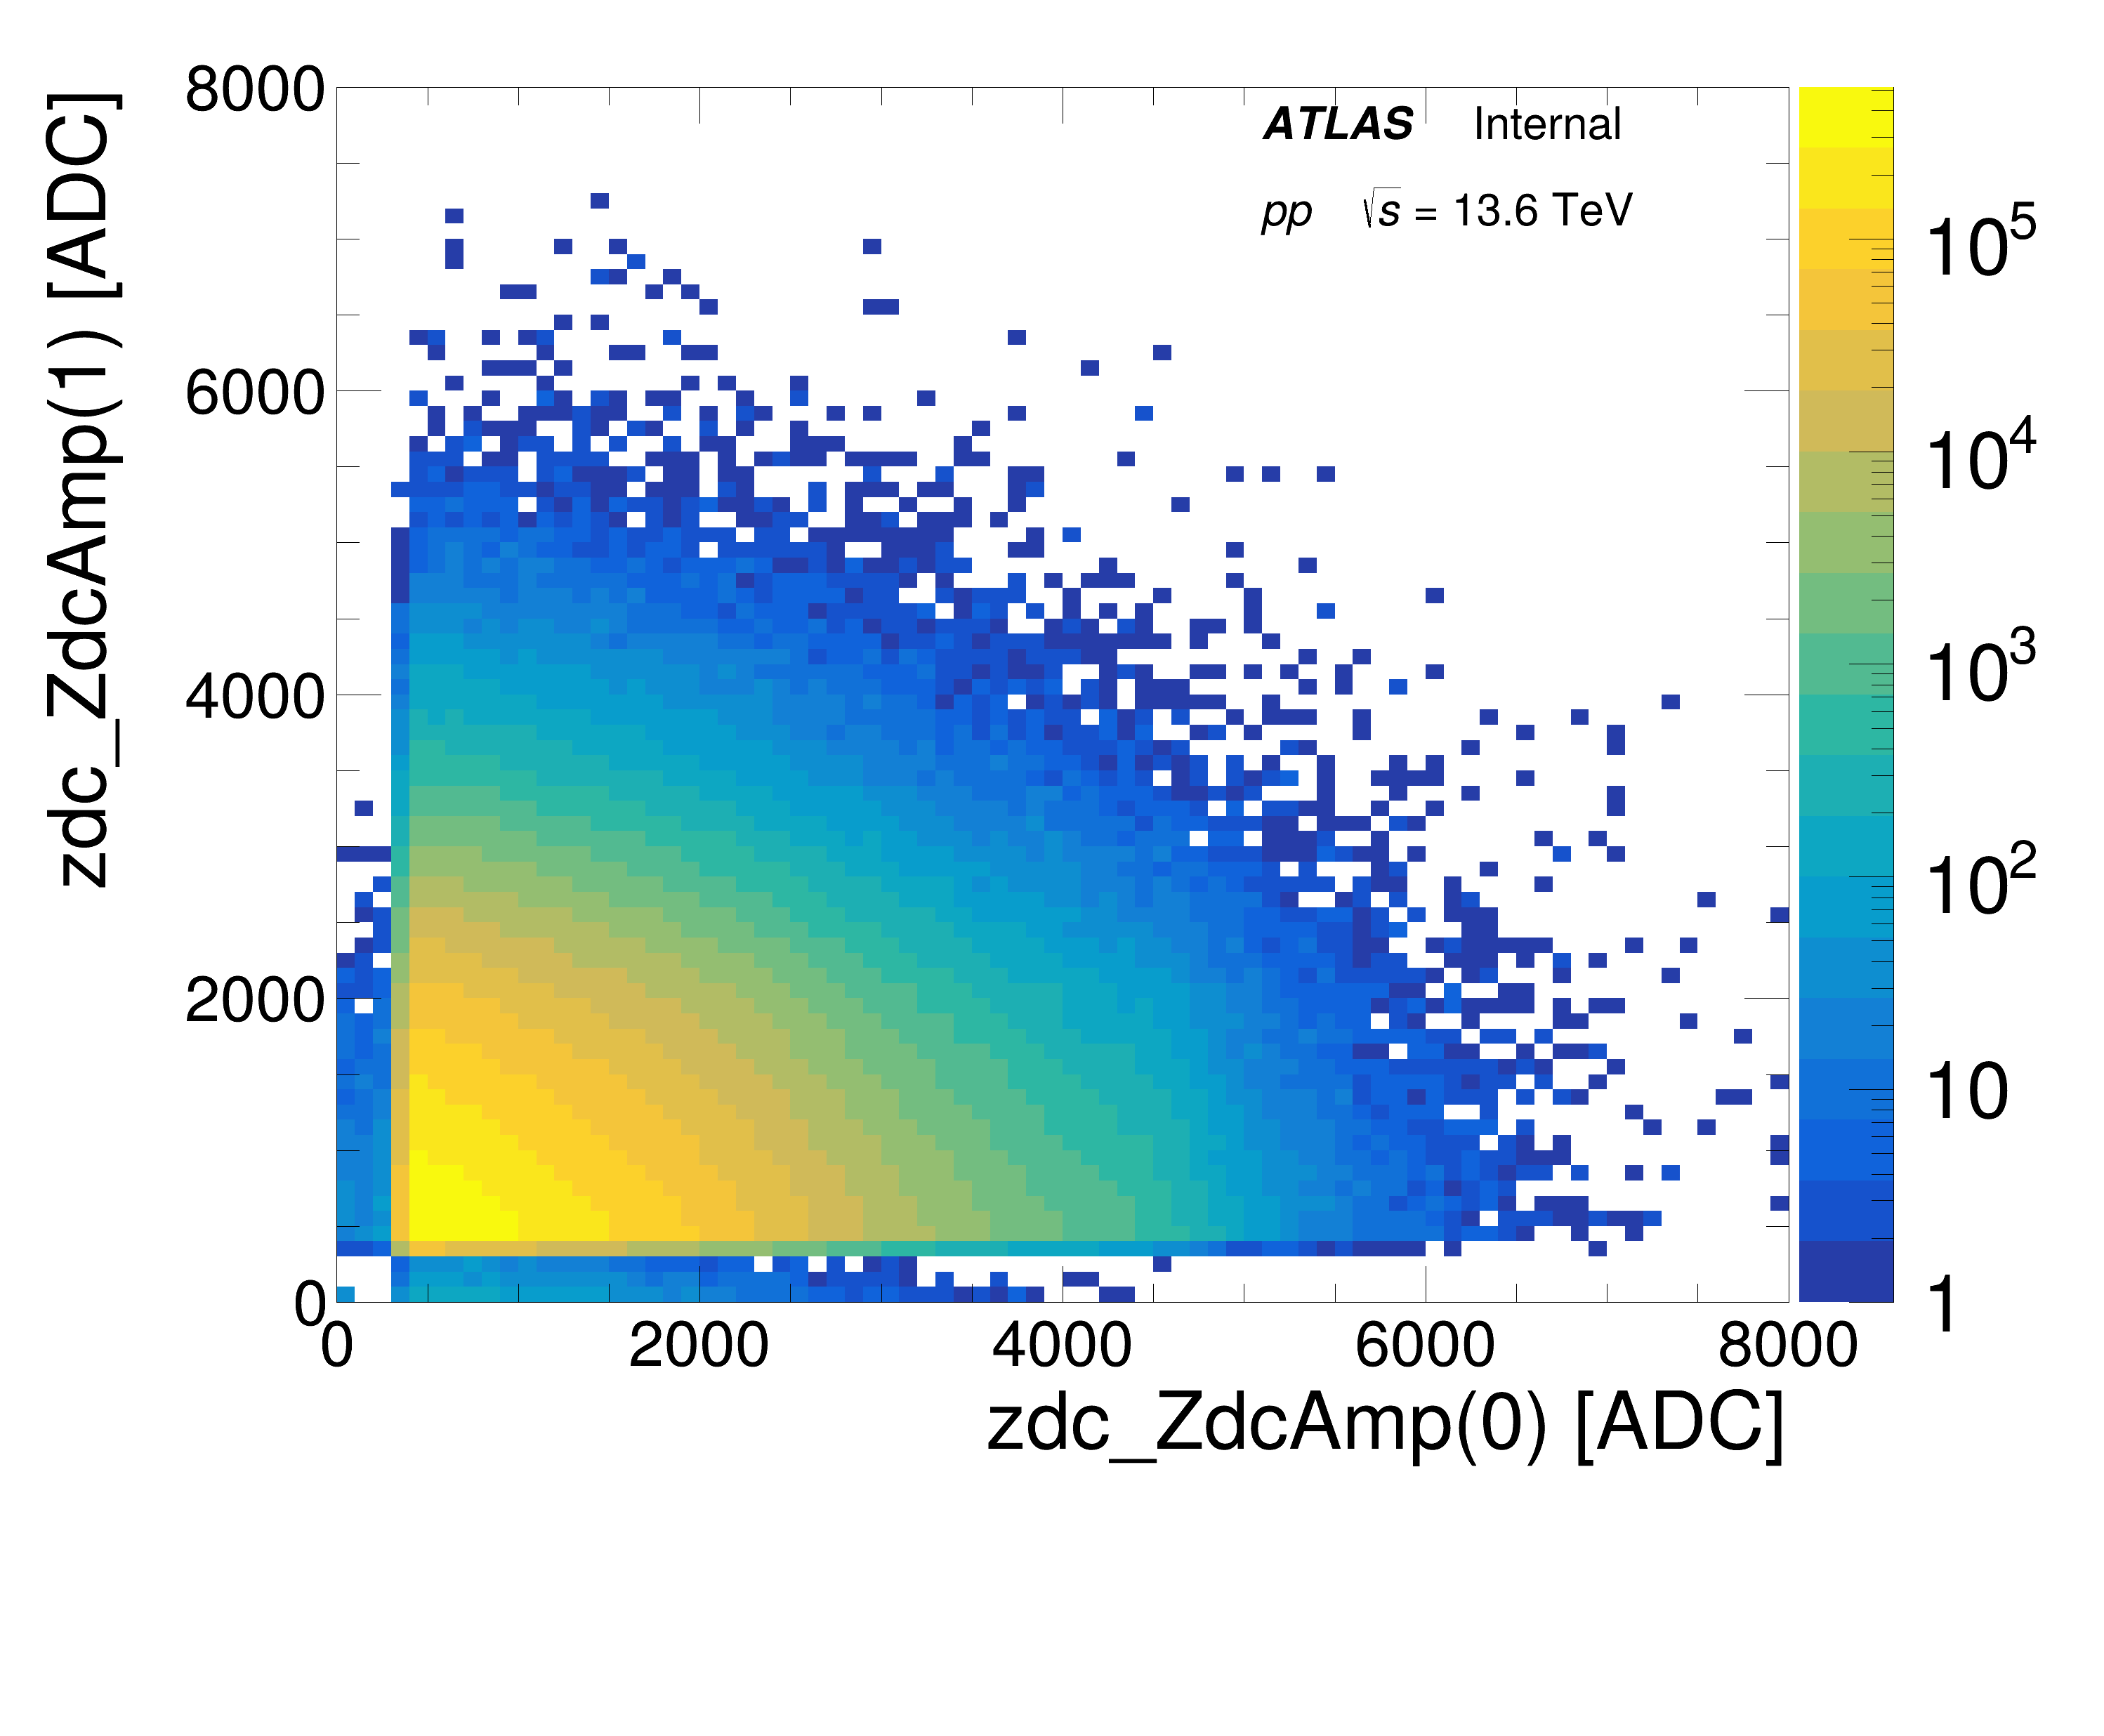 ATLAS Internal
pp √s = 13.6 TeV
zdc_ZdcAmp(1) [ADC]
8000
6000
4000
2000
0
0 2000 4000 6000 8000
zdc_ZdcAmp(0) [ADC]
10^5
10^4
10^3
10^2
10
1